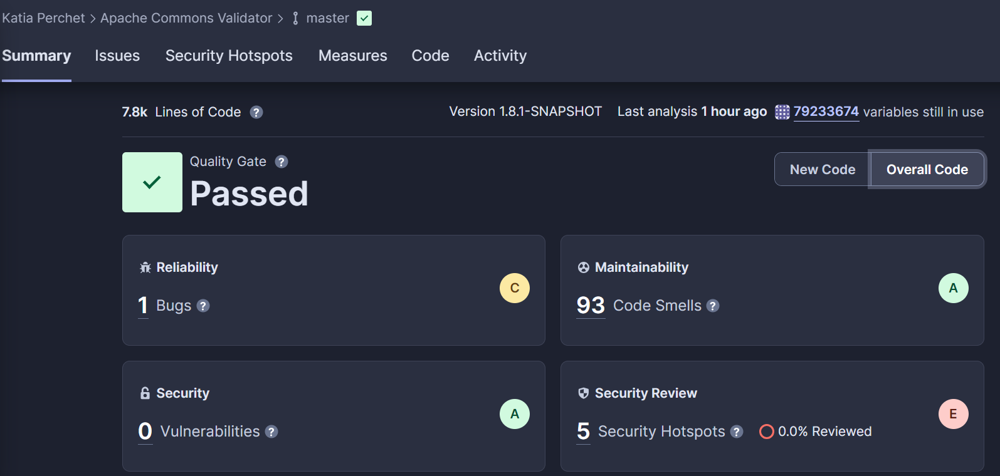 Katia Perchet > Apache Commons Validator > master
Summary Issues Security Hotspots Measures Code Activity
7.8k Lines of Code ? Version 1.8.1-SNAPSHOT Last analysis 1 hour ago 79233674 variables still in use
Quality Gate ?
Passed
New Code Overall Code
Reliability
1 Bugs ?
C
Maintainability
93 Code Smells ?
A
Security
0 Vulnerabilities ?
A
Security Review
5 Security Hotspots ? 0.0% Reviewed
E